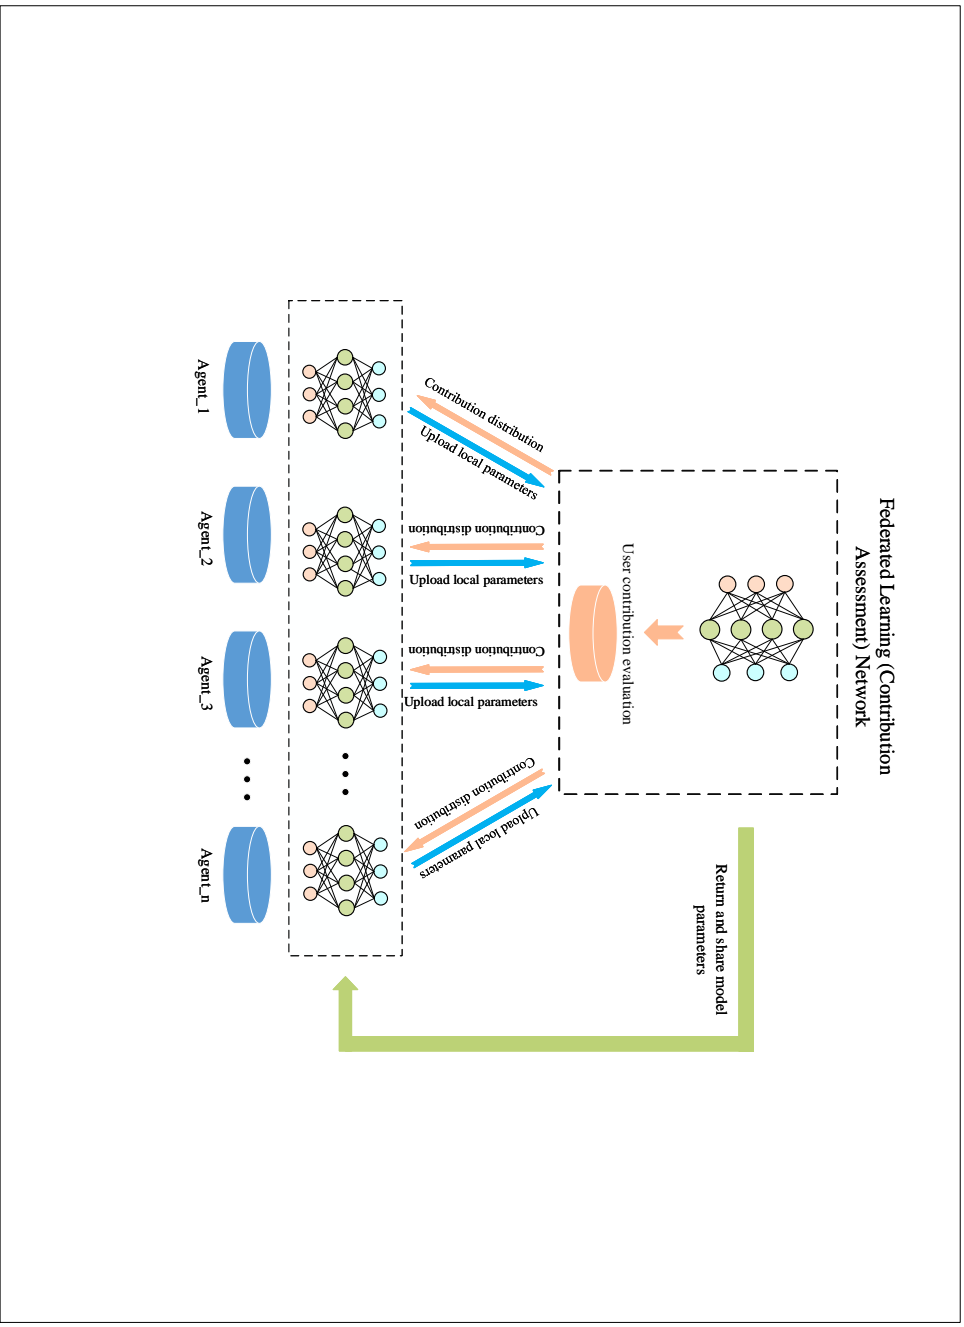 Federated Learning (Contribution
Assessment) Network
User contribution evaluation
Return and share model
parameters
Contribution distribution
Upload local parameters
Contribution distribution
Upload local parameters
Contribution distribution
Upload local parameters
Contribution distribution
Upload local parameters
Agent_1
Agent_2
Agent_3
Agent_n